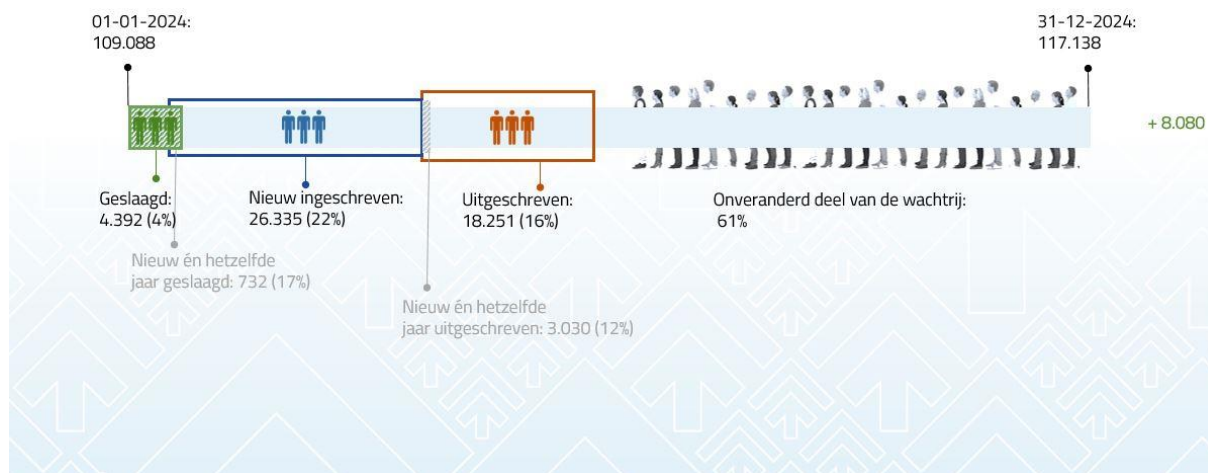 01-01-2024:
109.088
31-12-2024:
117.138
+ 8.080
Geslaagd:
4.392 (4%)
Nieuw ingeschreven:
26.335 (22%)
Uitgeschreven:
18.251 (16%)
Onveranderd deel van de wachtrij:
61%
Nieuw én hetzelfde
jaar geslaagd: 732 (17%)
Nieuw én hetzelfde
jaar uitgeschreven: 3.030 (12%)